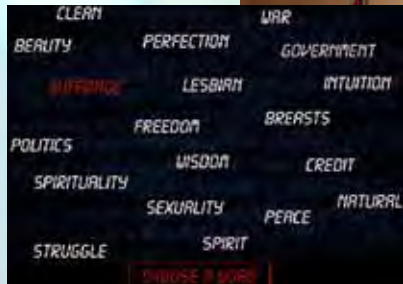 CLEAN WAR
BEAUTY PERFECTION GOVERNMENT
SUFFRAGE LESBIAN INTUITION
FREEDOM BREASTS
POLITICS
WISDOM CREDIT
SPIRITUALITY
SEXUALITY PEACE NATURAL
STRUGGLE SPIRIT
CHOOSE A WORD